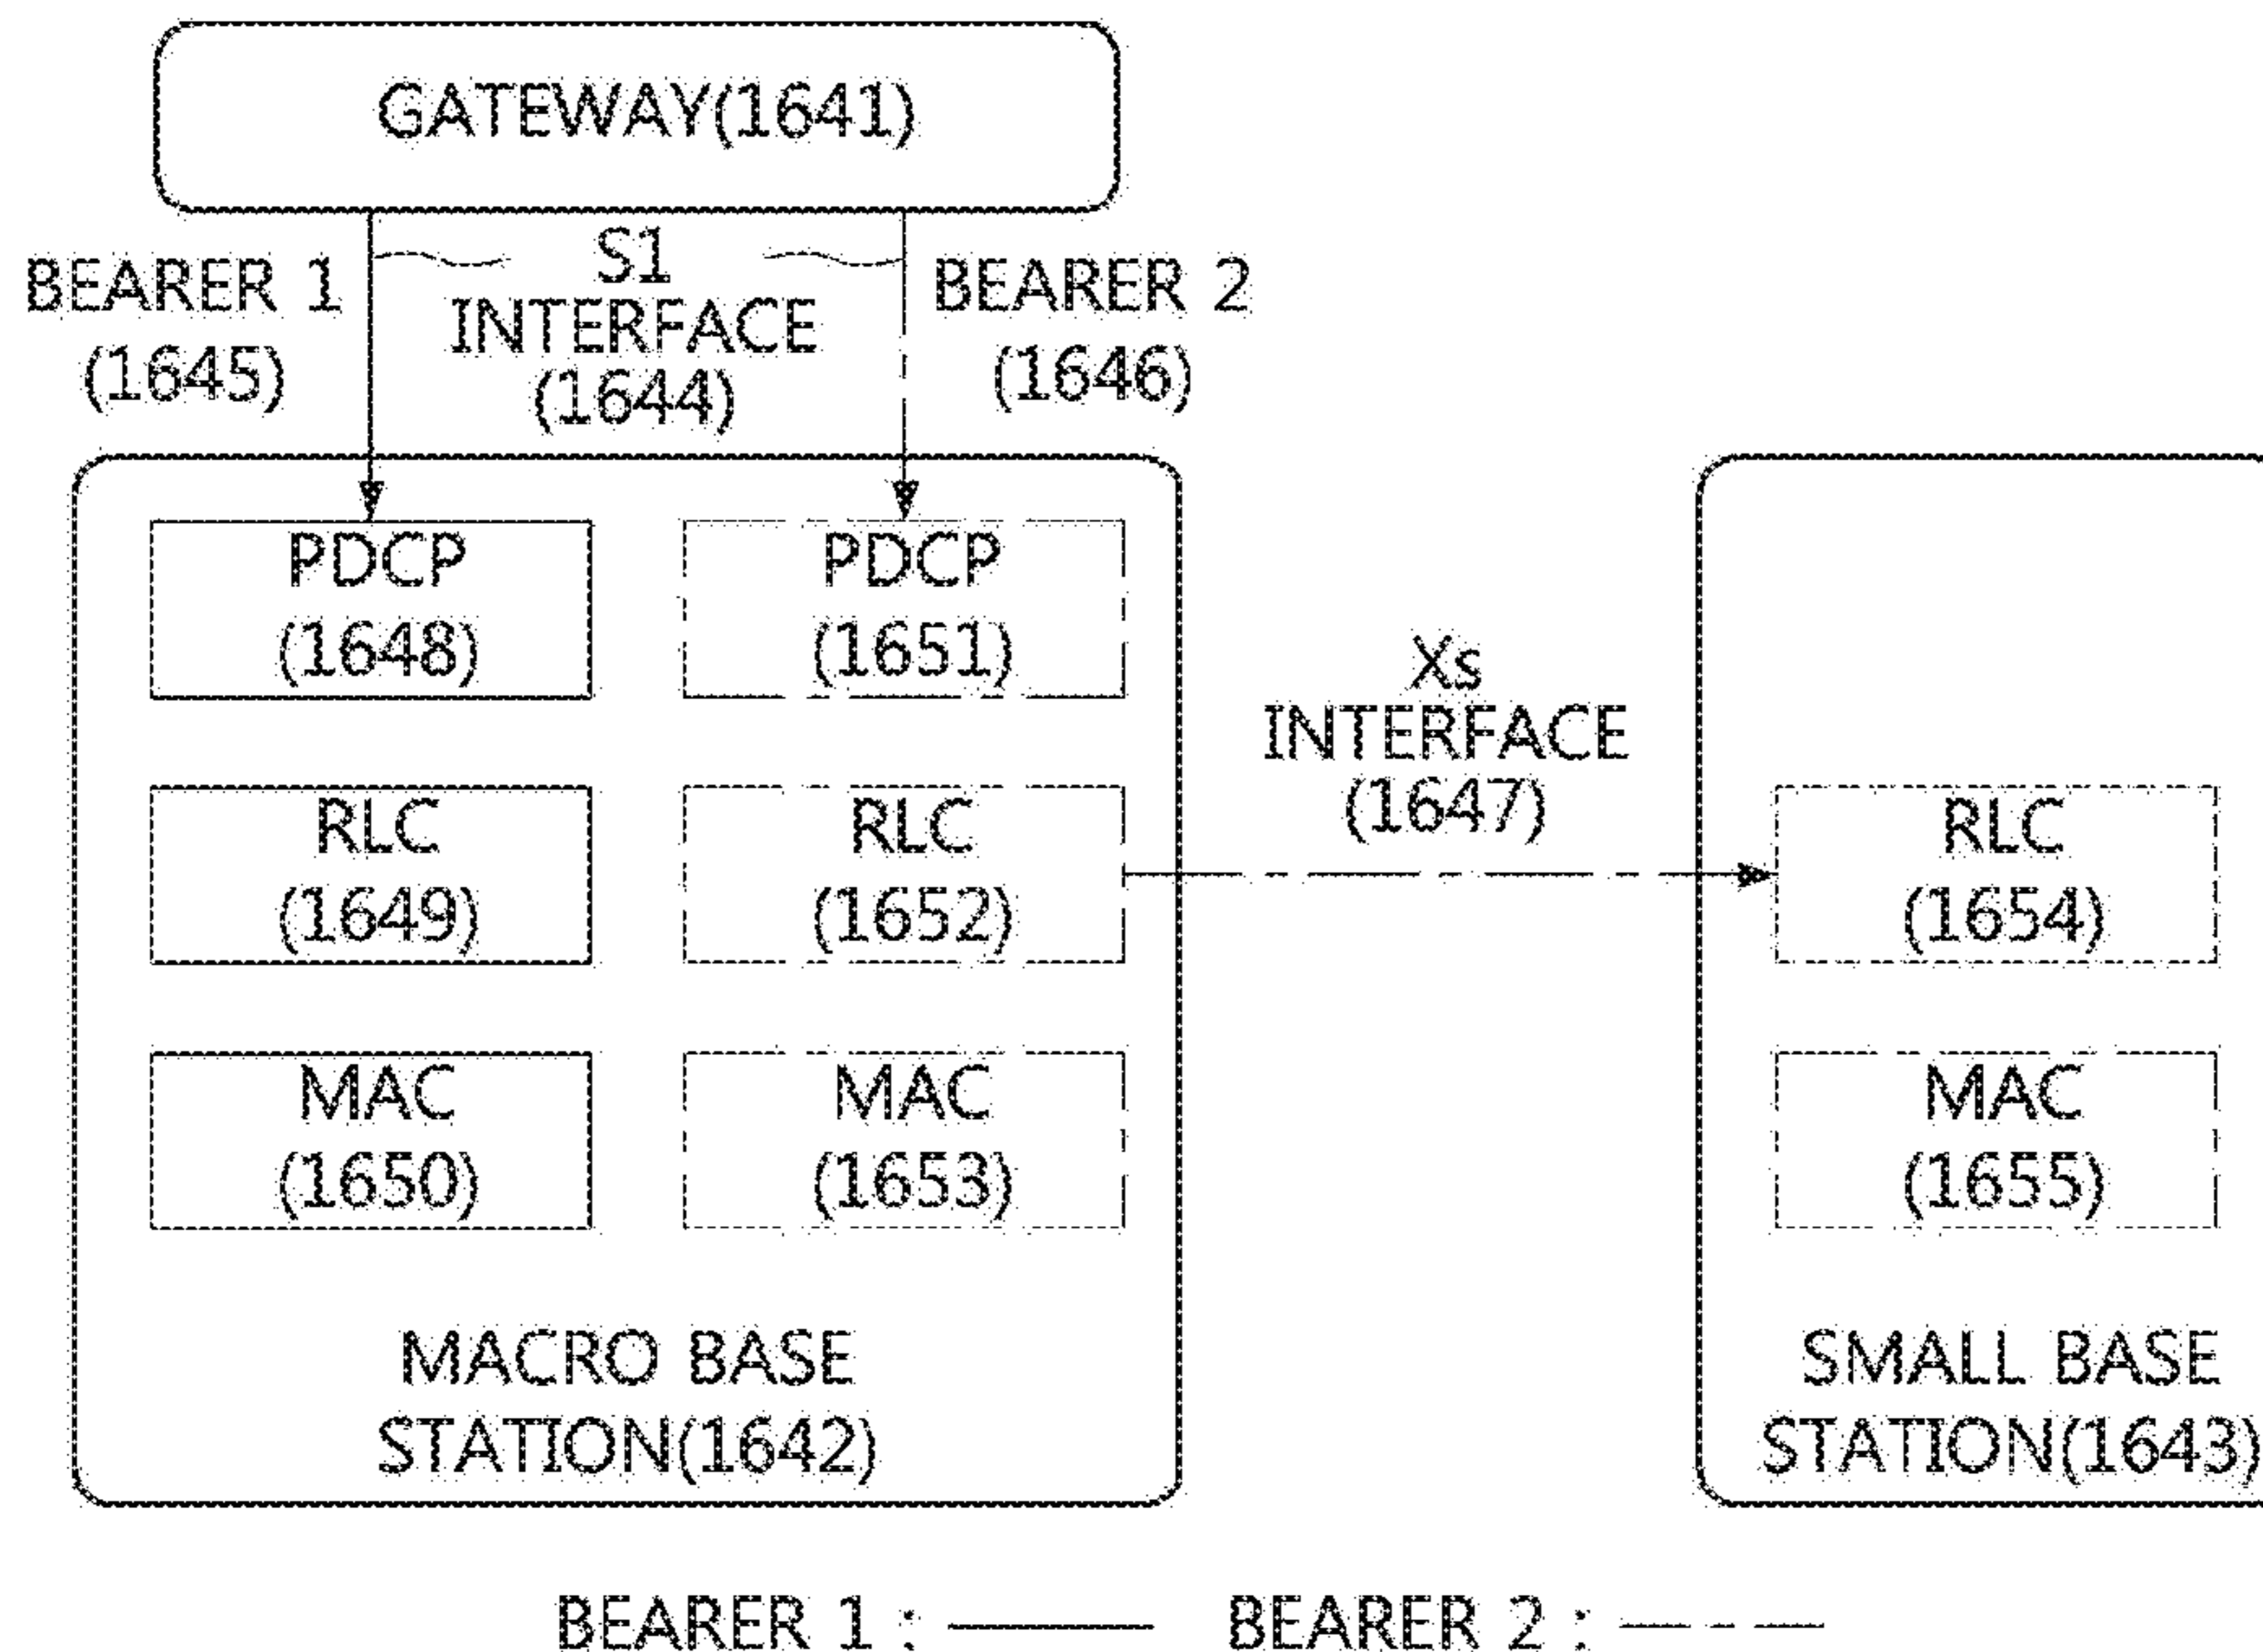 GATEWAY(1641)
BEARER 1
(1645)
S1
INTERFACE
(1644)
BEARER 2
(1646)
PDCP
(1648)
PDCP
(1651)
Xs
INTERFACE
(1647)
RLC
(1649)
RLC
(1652)
RLC
(1654)
MAC
(1650)
MAC
(1653)
MAC
(1655)
MACRO BASE
STATION(1642)
SMALL BASE
STATION(1643)
BEARER 1 :
BEARER 2 :